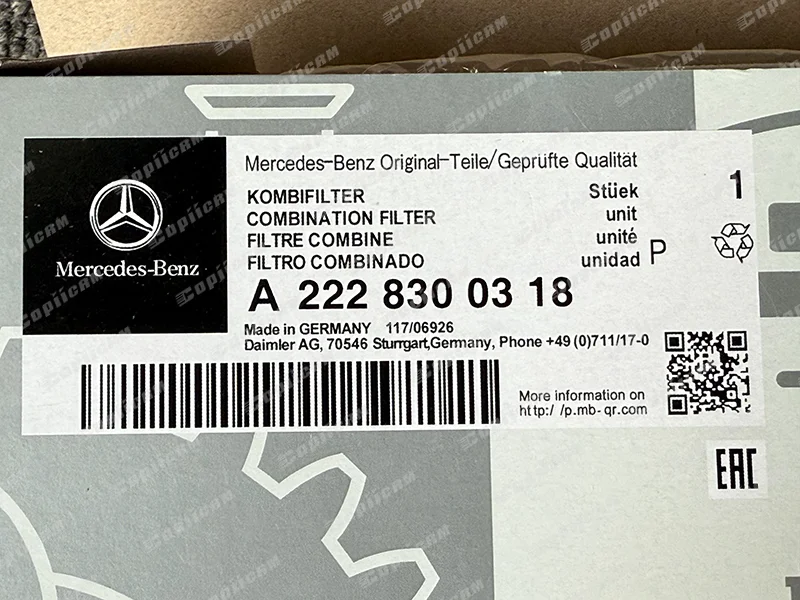 Mercedes-Benz Original-Teile/Geprüfte Qualität
KOMBIFILTER Stüek 1
COMBINATION FILTER unit
FILTRE COMBINE unité
FILTRO COMBINADO unidad P
Mercedes-Benz
A 222 830 03 18
Made in GERMANY 117/06926
Daimler AG, 70546 Sturrgart,Germany, Phone +49 (0)711/17-0
More information on
http: /p.mb- qr.com
EAC
Copiicam